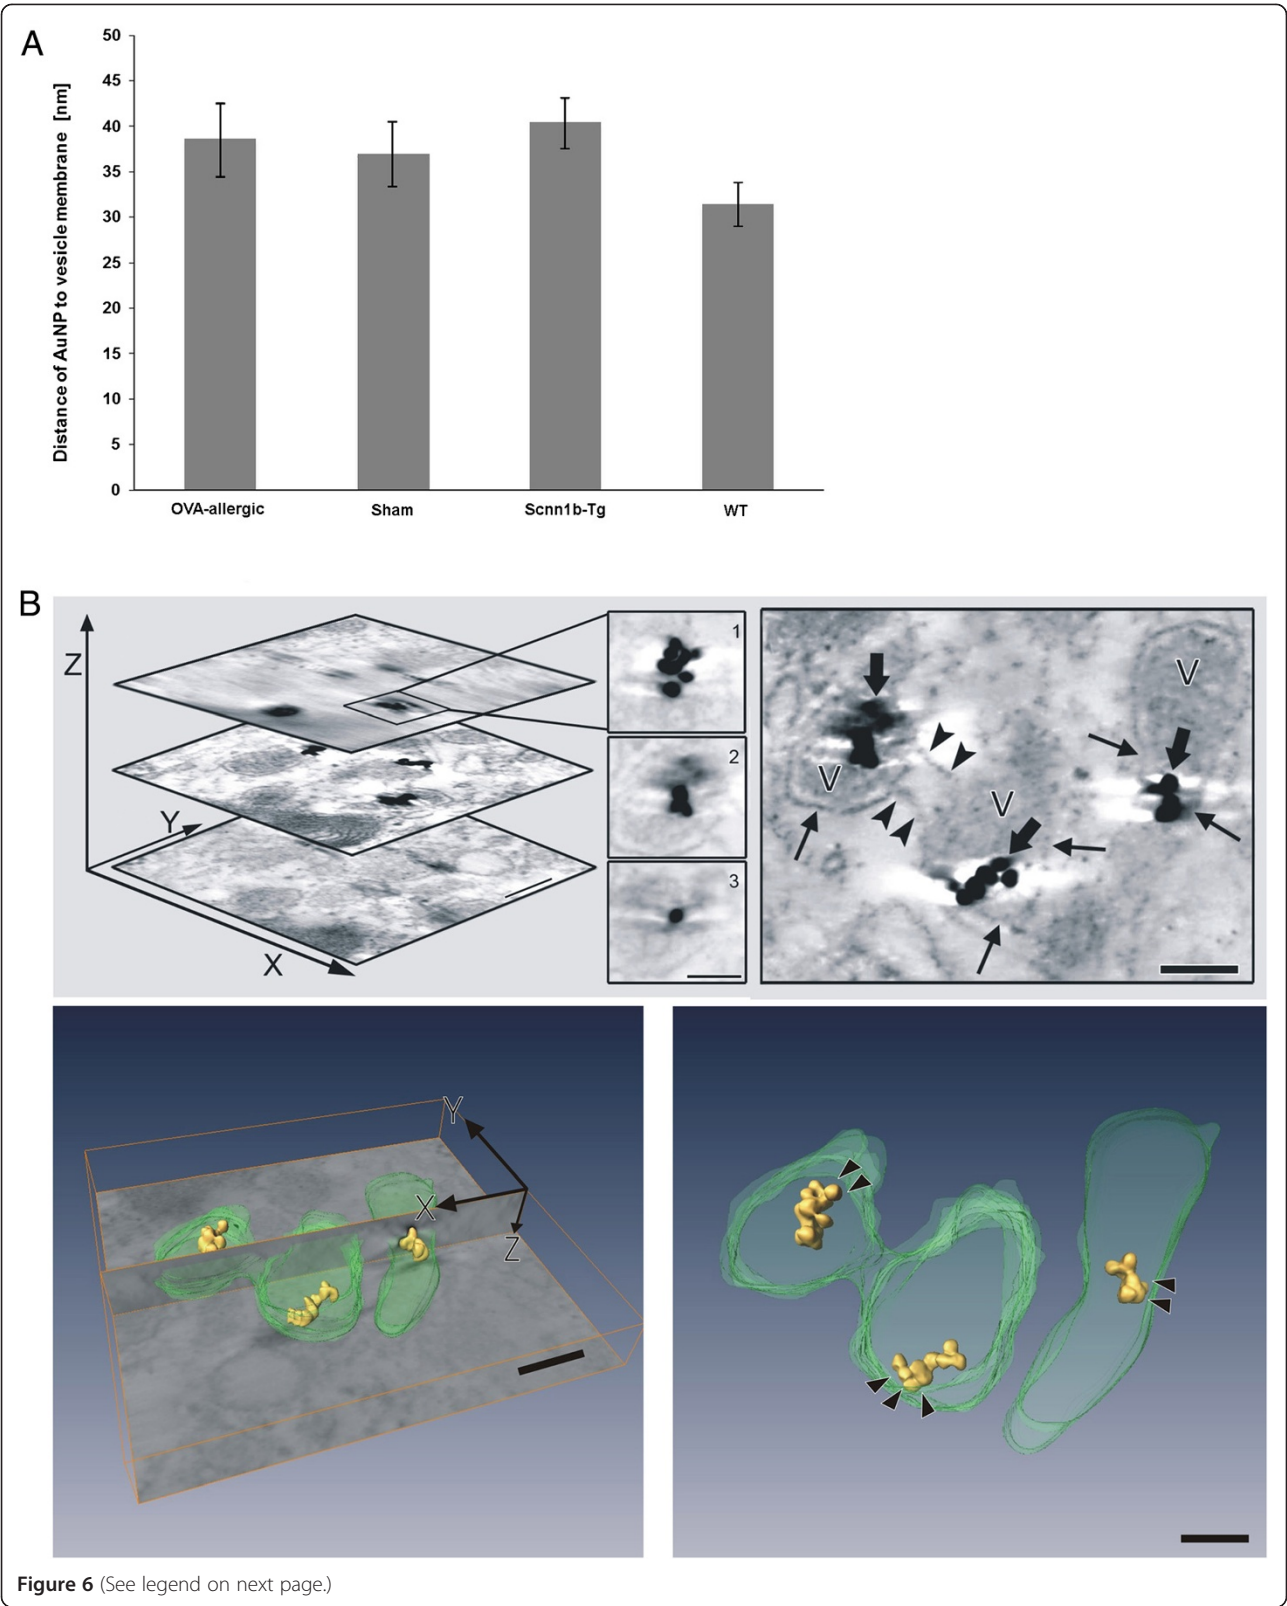 A
Distance of AuNP to vesicle membrane [nm]
50
45
40
35
30
25
20
15
10
5
0
OVA-allergic Sham Scnn1b-Tg WT
B
Z
Y
X
1
2
3
V
V
V
Y
X
Z
Figure 6 (See legend on next page.)